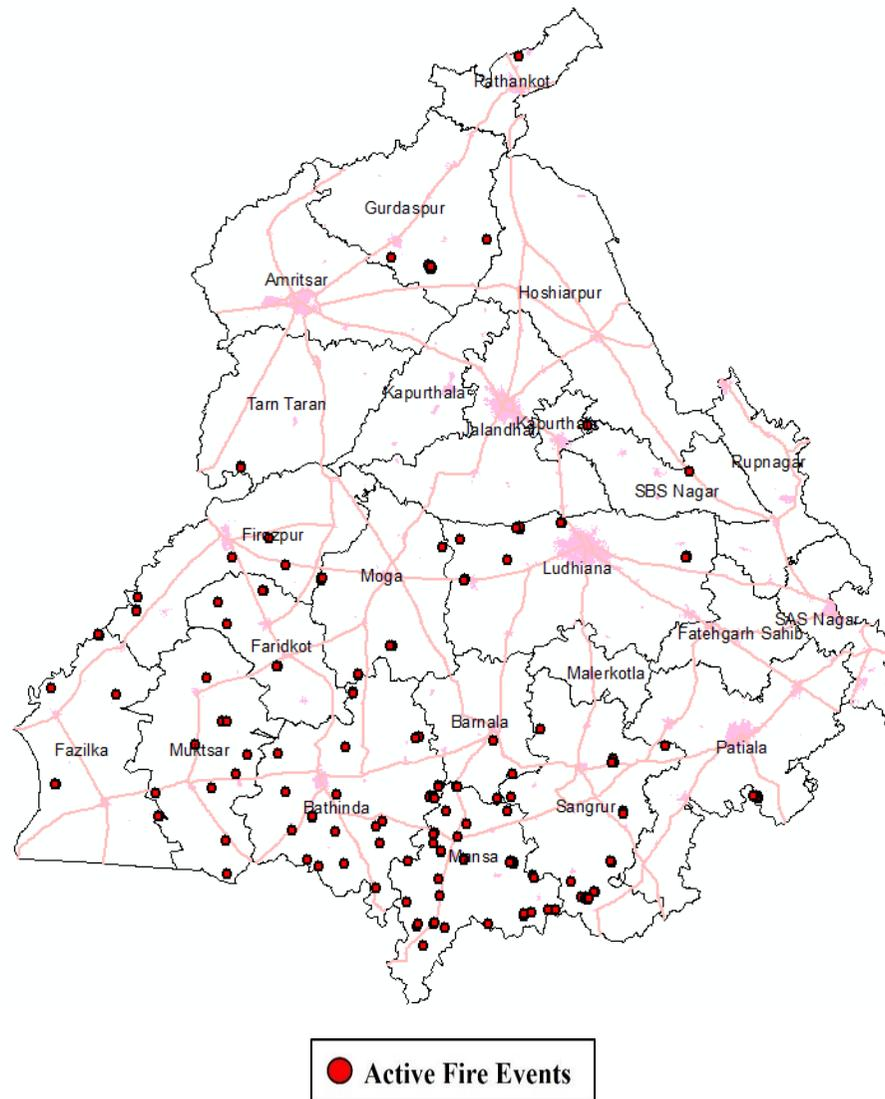 Pathankot
Gurdaspur
Amritsar
Hoshiarpur
Kapurthala
Tarn Taran
Jalandhar
Kapurthala
Rupnagar
SBS Nagar
Firozpur
Ludhiana
Moga
SAS Nagar
Fatehgarh Sahib
Faridkot
Malerkotla
Barnala
Patiala
Fazilka
Muktsar
Bathinda
Sangrur
Mansa
Active Fire Events